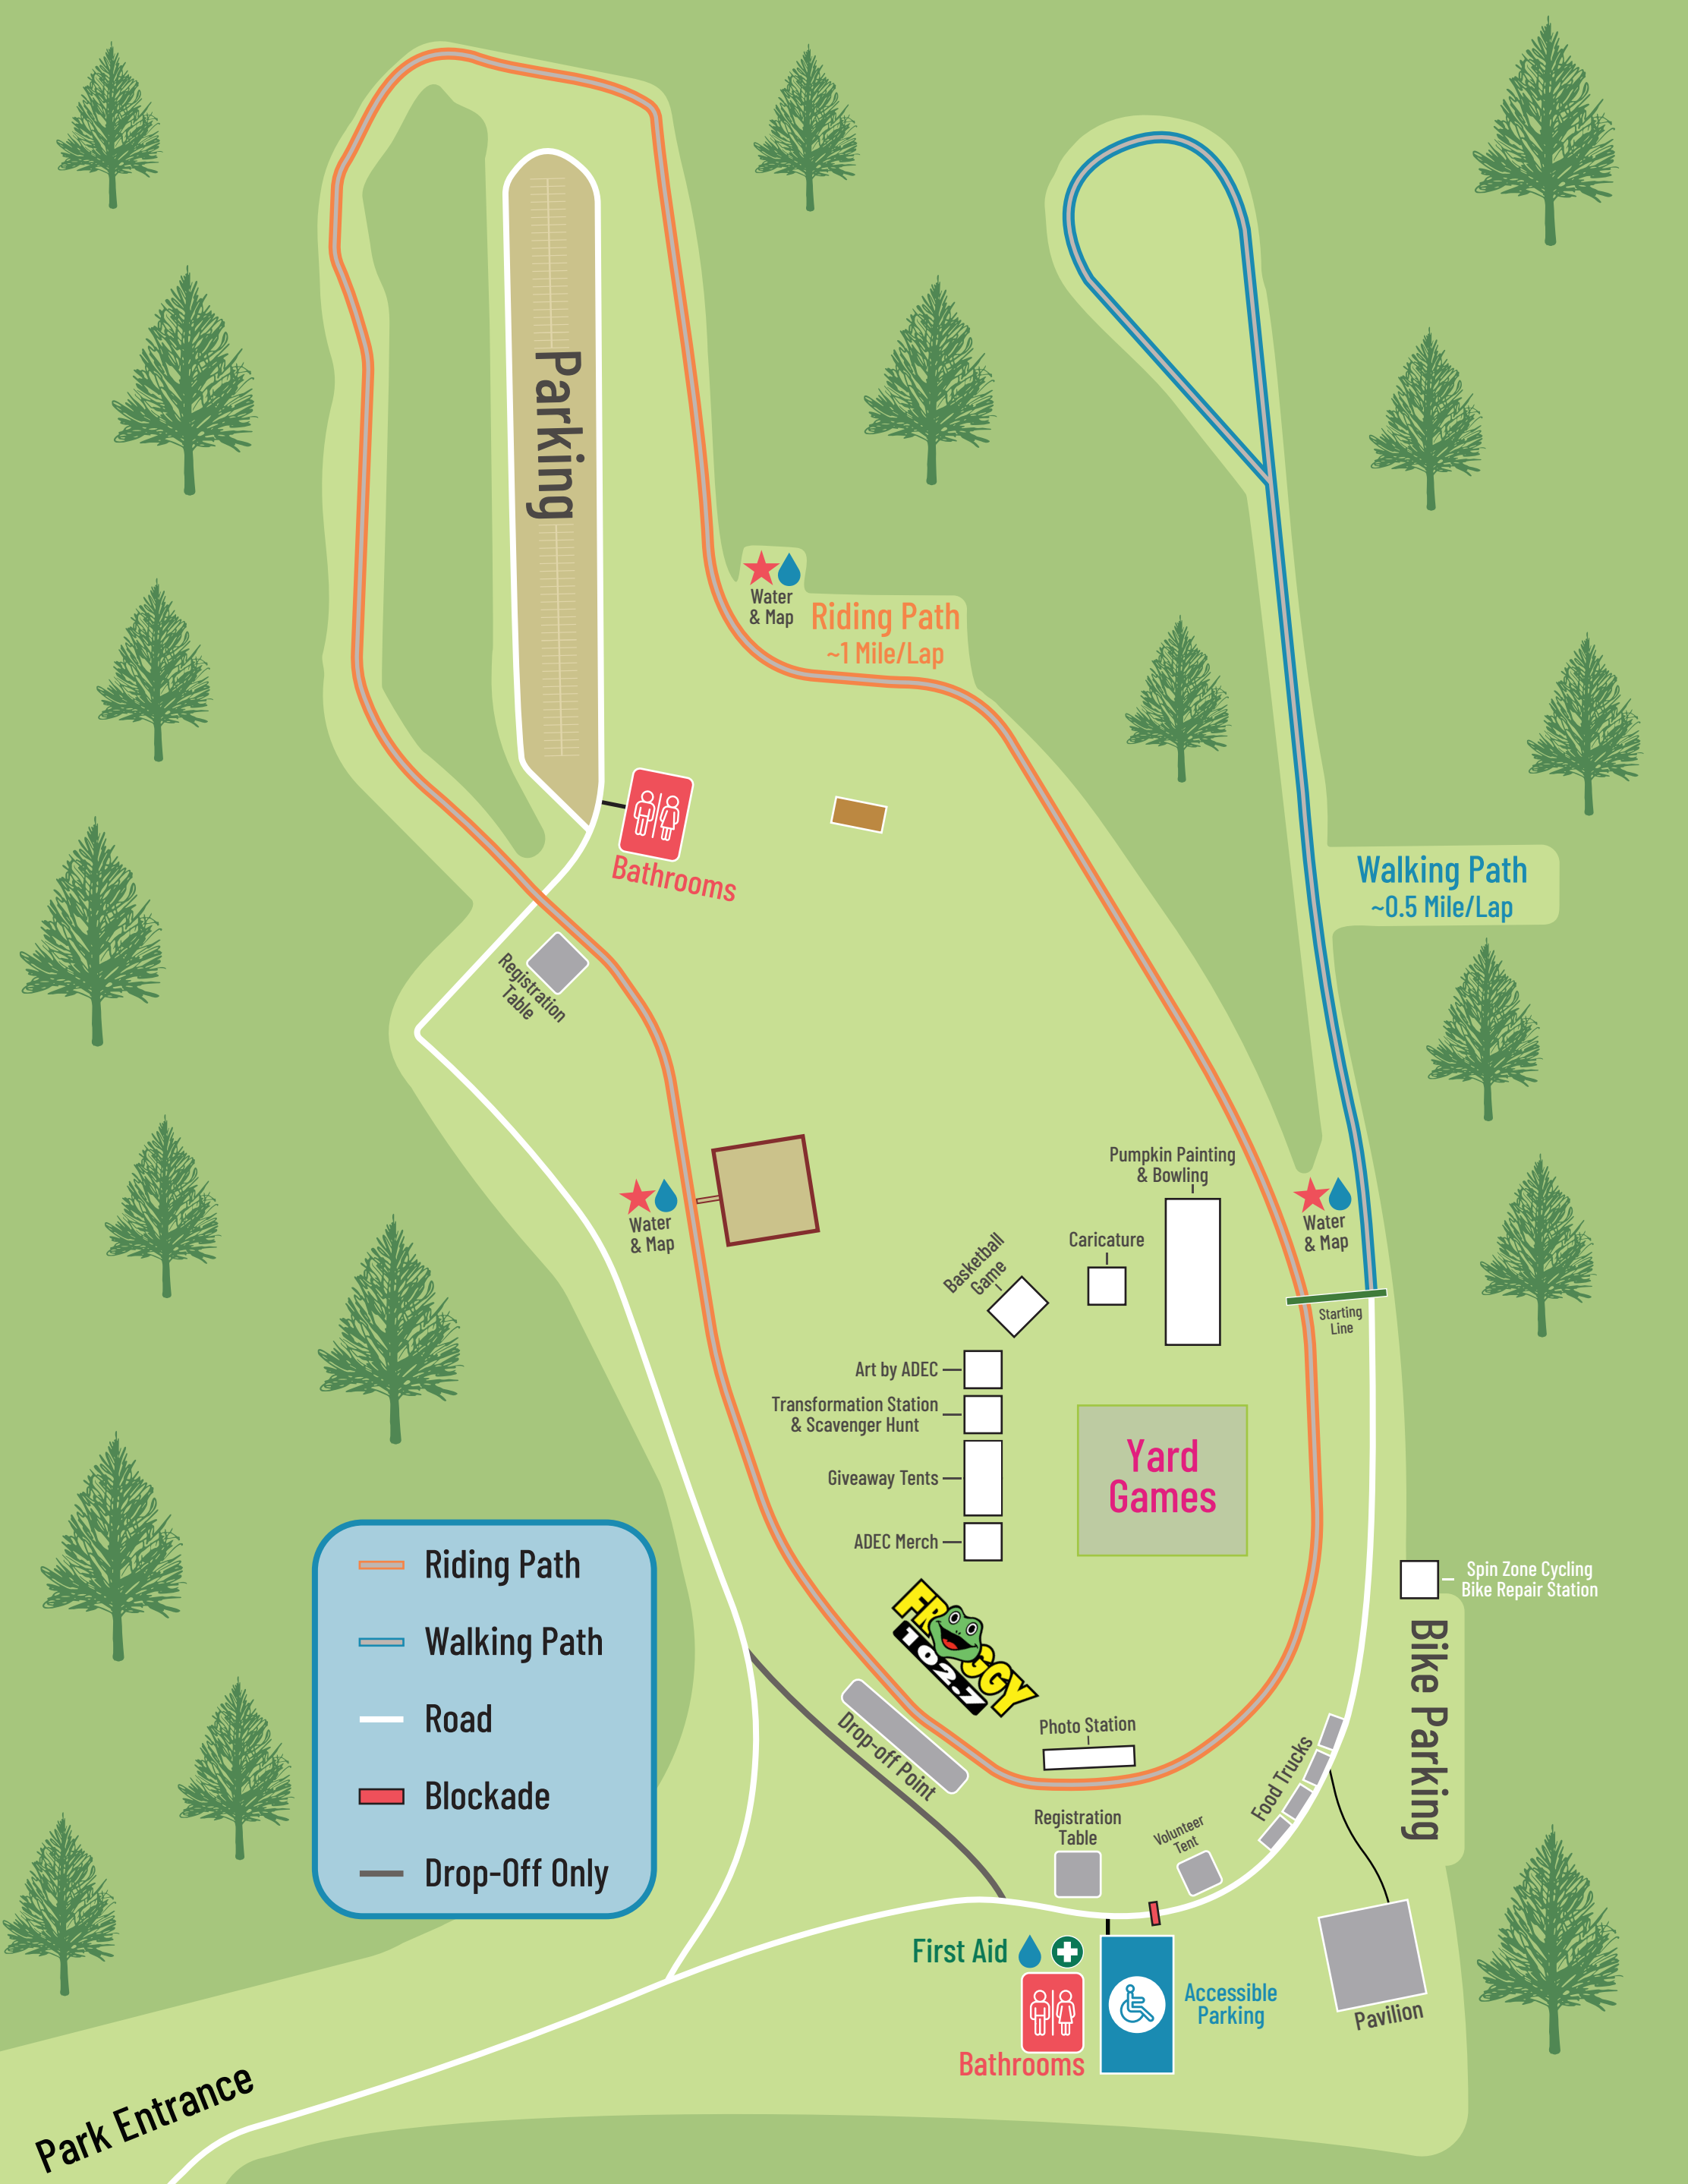 Parking
Water
& Map
Riding Path
~1 Mile/Lap
Bathrooms
Walking Path
~0.5 Mile/Lap
Registration
Table
Water
& Map
Pumpkin Painting
& Bowling
Water
& Map
Basketball
Game
Caricature
Starting
Line
Art by ADEC
Transformation Station
& Scavenger Hunt
Giveaway Tents
ADEC Merch
Yard
Games
Spin Zone Cycling
Bike Repair Station
Bike Parking
FROGGY
102.7
Drop-off Point
Photo Station
Food Trucks
Registration
Table
Volunteer
Tent
Riding Path
Walking Path
Road
Blockade
Drop-Off Only
First Aid
Bathrooms
Accessible
Parking
Pavilion
Park Entrance